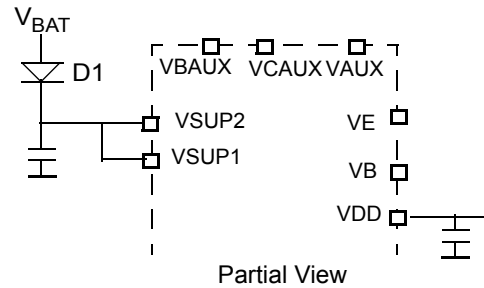 VBAT
D1
VBAUX VCAUX VAUX
VSUP2
VE
VSUP1
VB
VDD
Partial View